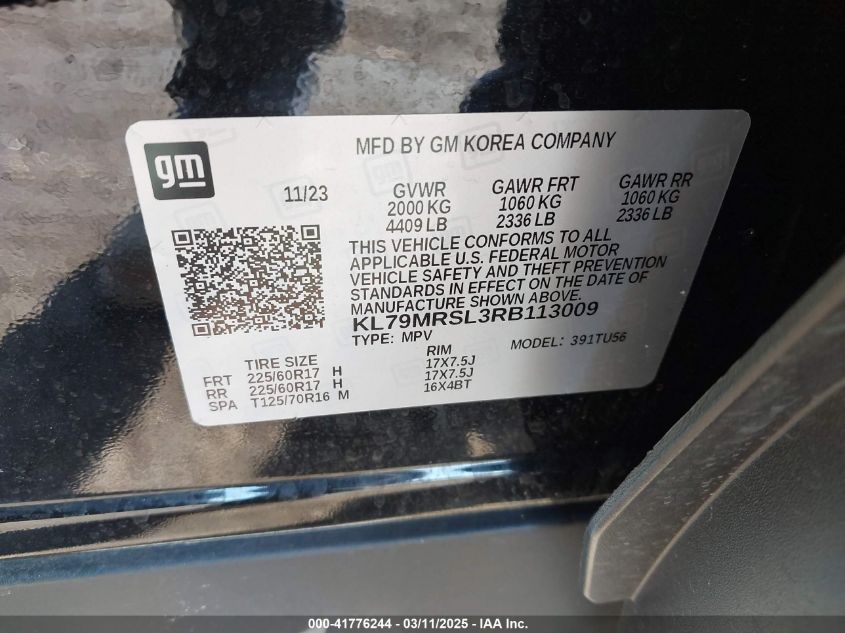 gm
MFD BY GM KOREA COMPANY
11/23
GVWR GAWR FRT GAWR RR
2000 KG 1060 KG 1060 KG
4409 LB 2336 LB 2336 LB
THIS VEHICLE CONFORMS TO ALL
APPLICABLE U.S. FEDERAL MOTOR
VEHICLE SAFETY AND THEFT PREVENTION
STANDARDS IN EFFECT ON THE DATE OF
MANUFACTURE SHOWN ABOVE.
KL79MRSL3RB113009
TYPE: MPV MODEL: 391TU56
TIRE SIZE RIM
FRT 225/60R17 H 17X7.5J
RR 225/60R17 H 17X7.5J
SPA T125/70R16 M 16X4BT
000-41776244 / 03/11/2025 - IAA Inc.